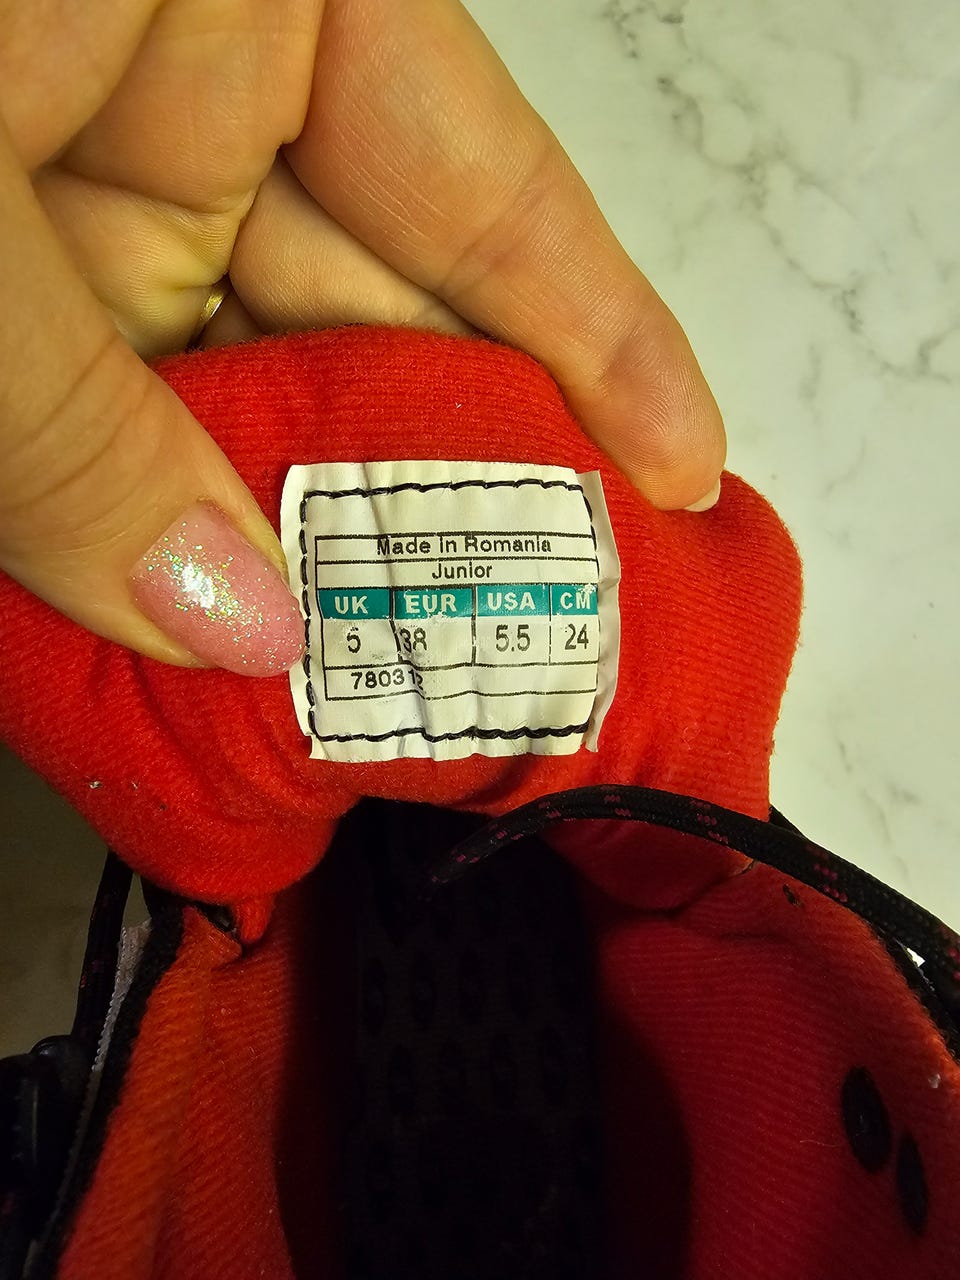 Made in Romania
Junior
UK EUR USA CM
5 38 5.5 24